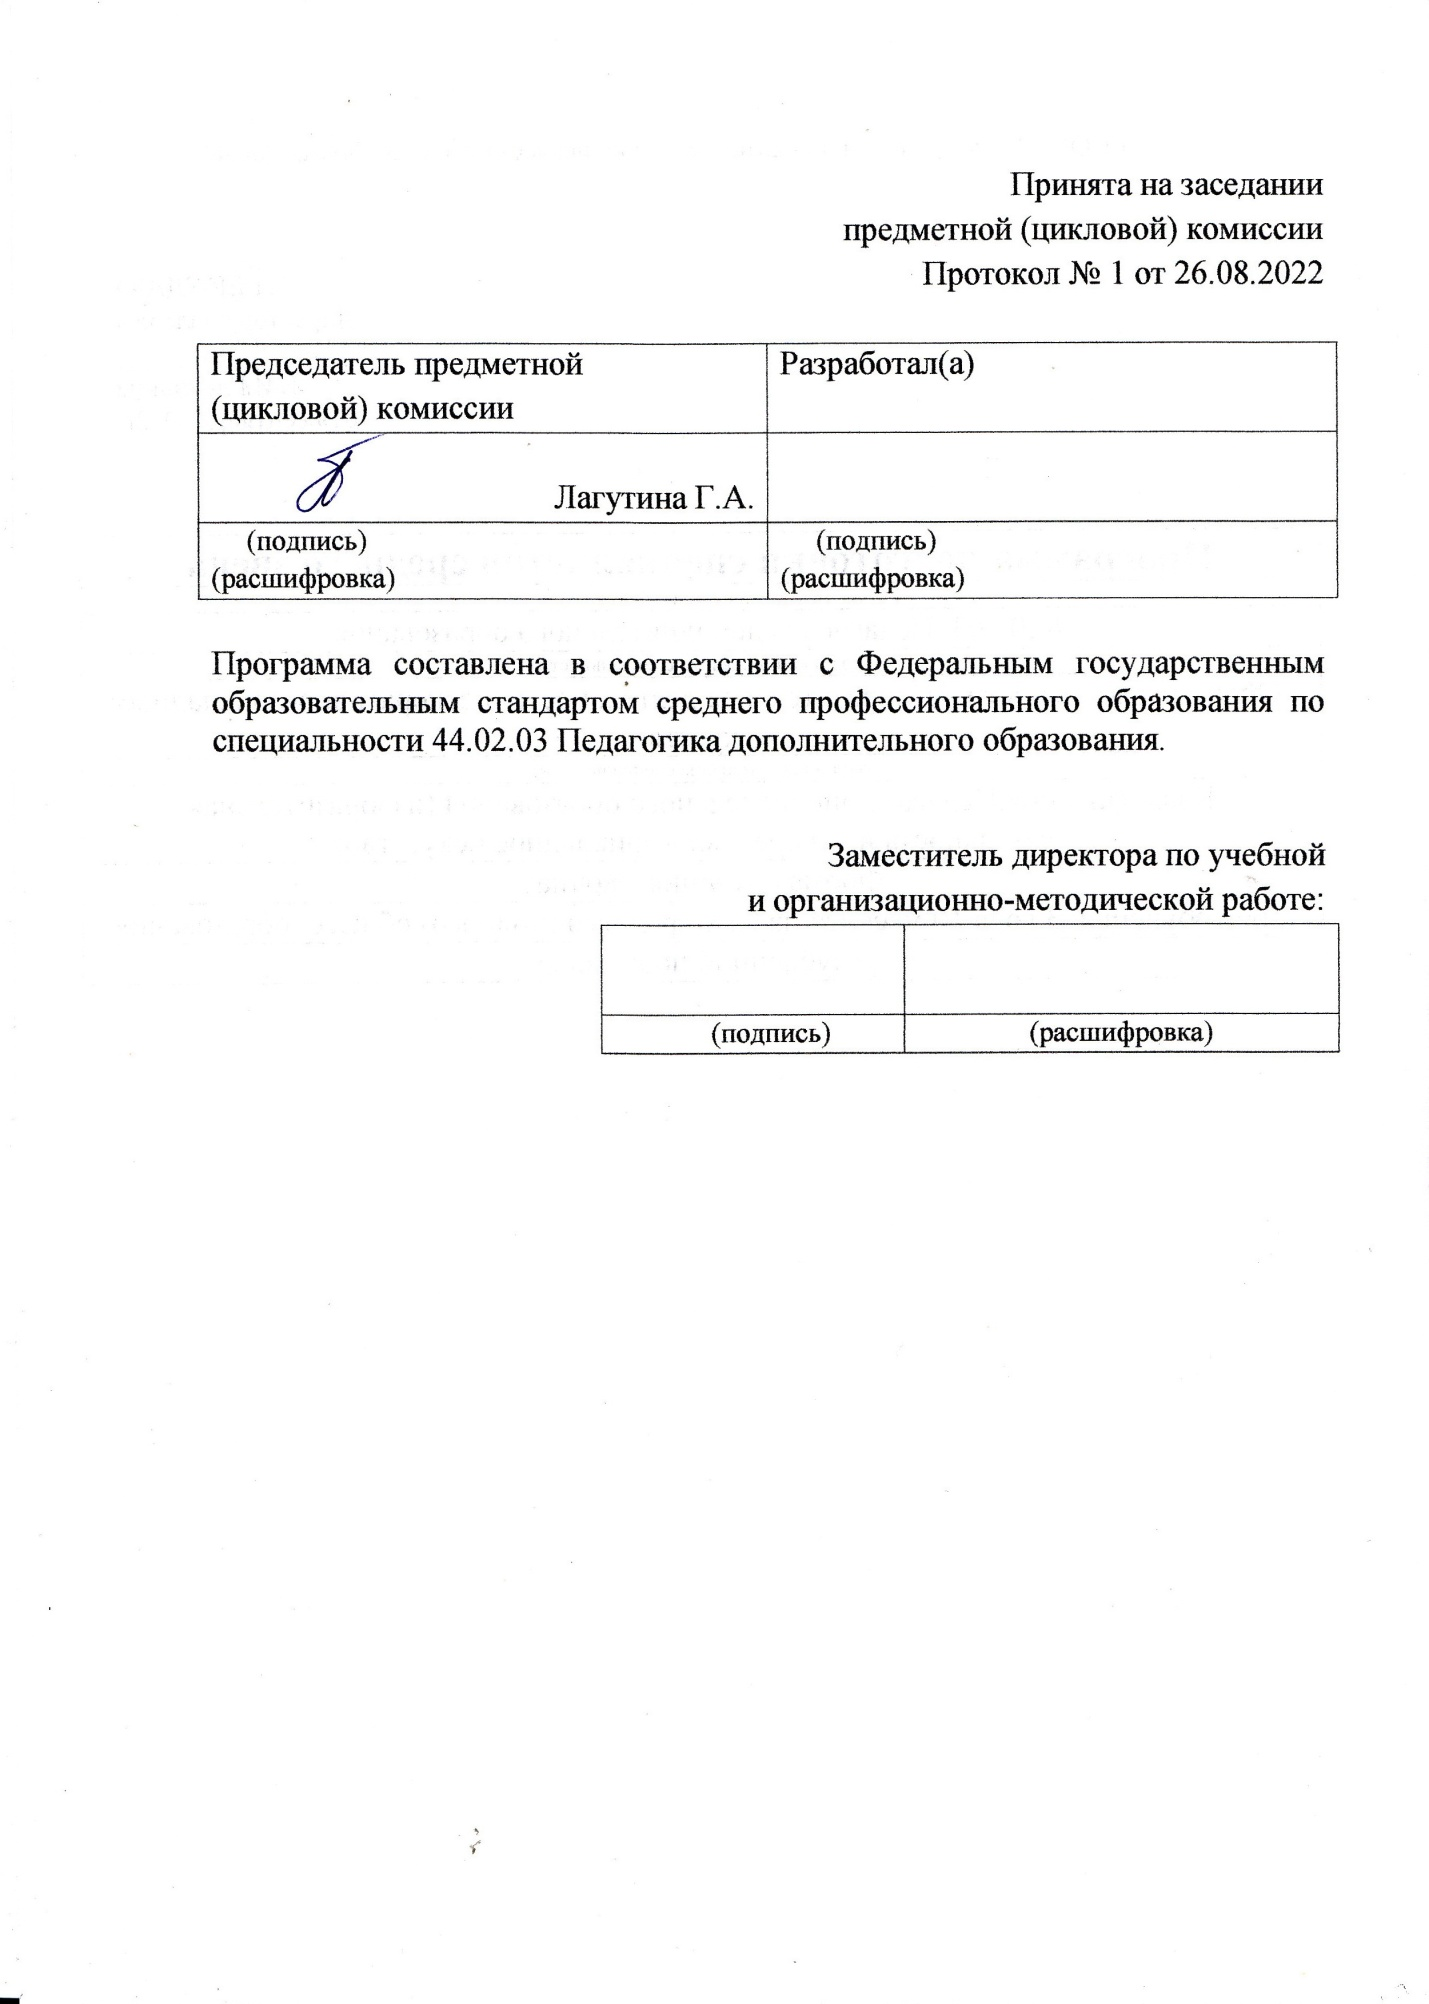 Принята на заседании
предметной (цикловой) комиссии
Протокол № 1 от 26.08.2022
Председатель предметной
(цикловой) комиссии
Разработал(а)
Лагутина Г.А.
(подпись)
(расшифровка)
(подпись)
(расшифровка)
Программа составлена в соответствии с Федеральным государственным
образовательным стандартом среднего профессионального образования по
специальности 44.02.03 Педагогика дополнительного образования.
Заместитель директора по учебной
и организационно-методической работе:
(подпись)
(расшифровка)